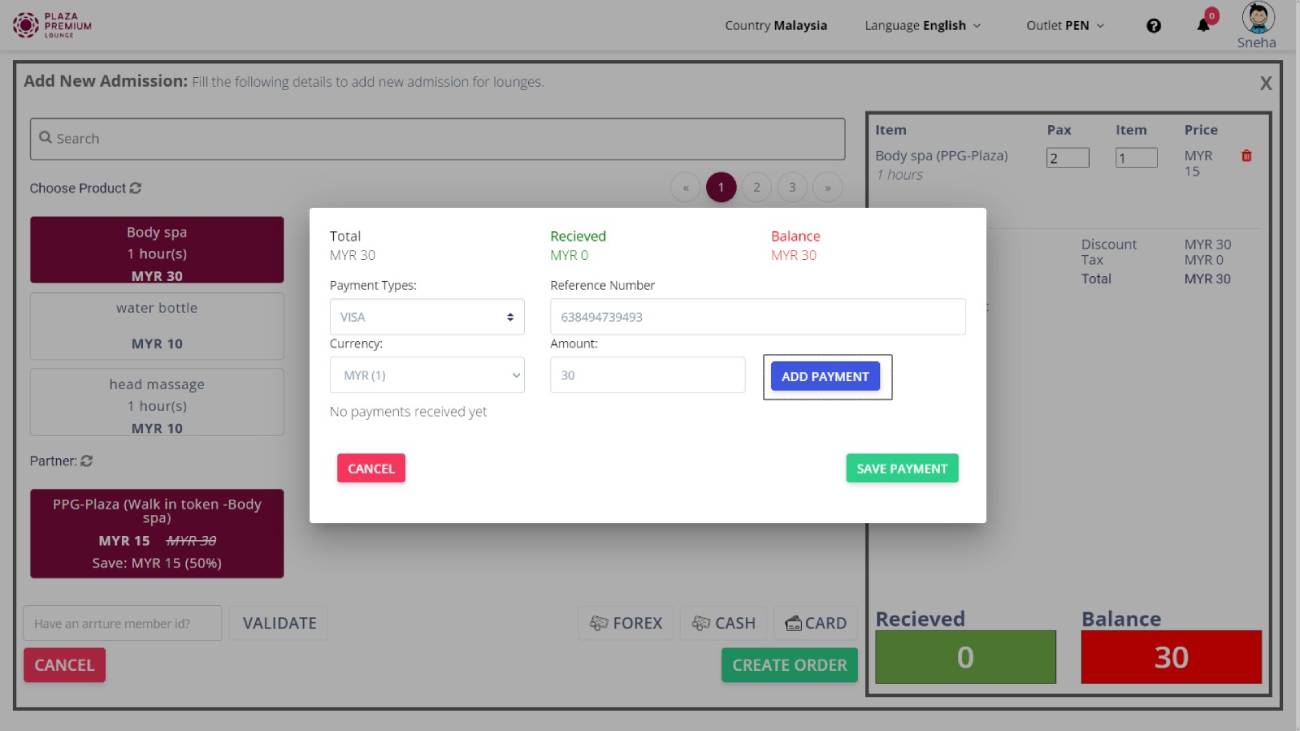 PLAZA
PREMIUM
LOUNGE
Country Malaysia
Language English
Outlet PEN
0
Sneha
Add New Admission: Fill the following details to add new admission for lounges.
X
Search
Choose Product
«
1
2
3
»
Body spa
1 hour(s)
MYR 30
water bottle
MYR 10
head massage
1 hour(s)
MYR 10
Partner:
PPG-Plaza (Walk in token -Body
spa)
MYR 15 MYR 30
Save: MYR 15 (50%)
Have an arrture member id?
VALIDATE
FOREX
CASH
CARD
CANCEL
CREATE ORDER
Total
MYR 30
Recieved
MYR 0
Balance
MYR 30
Payment Types:
VISA
Reference Number
638494739493
Currency:
MYR (1)
Amount:
30
ADD PAYMENT
No payments received yet
CANCEL
SAVE PAYMENT
Item Pax Item Price
Body spa (PPG-Plaza) 2 1 MYR
15
1 hours
Discount MYR 30
Tax MYR 0
Total MYR 30
Recieved
0
Balance
30